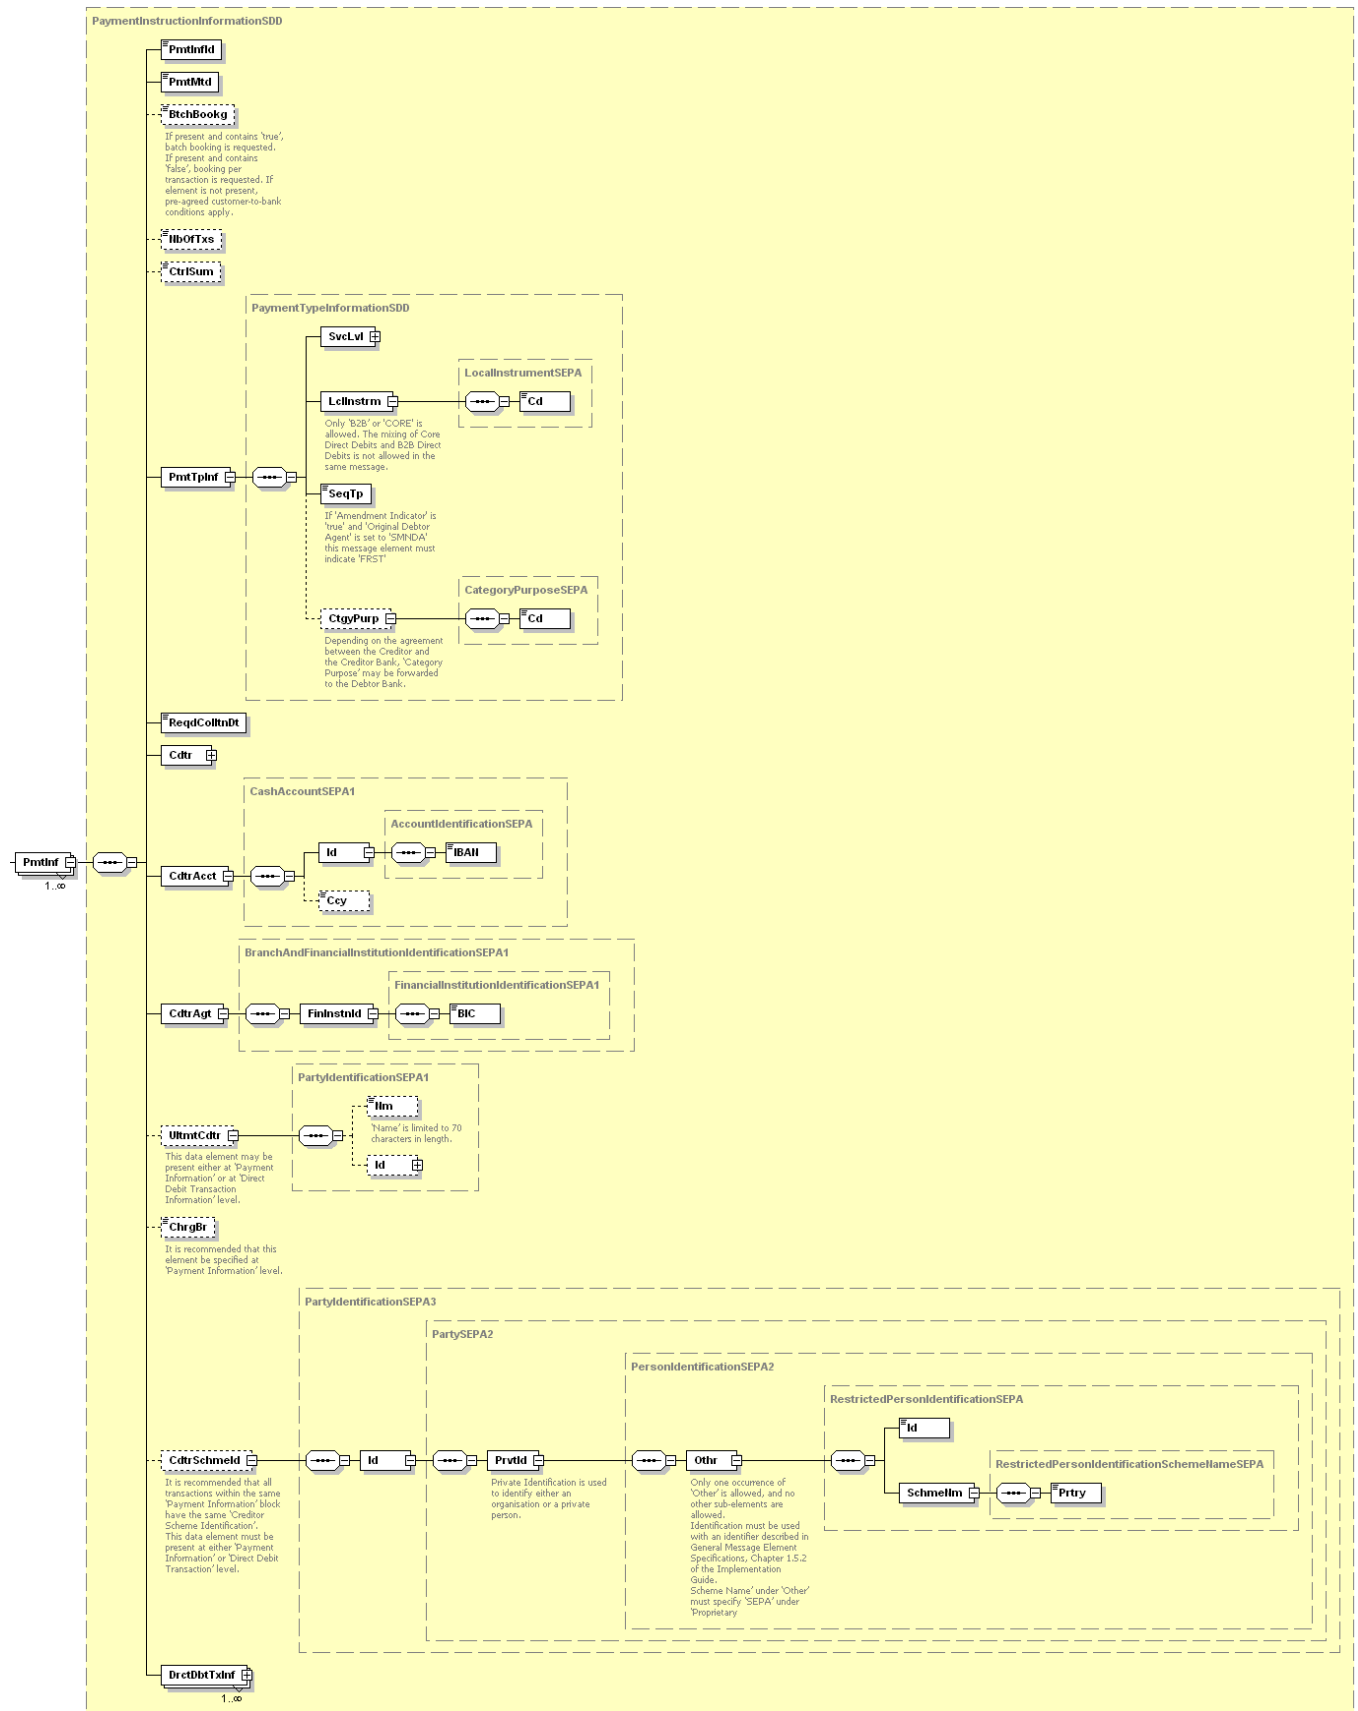 PaymentInstructionInformationSDD
PmtInfId
PmtMtd
BtchBookg
If present and contains 'true',
batch booking is requested.
If present and contains
'false', booking per
transaction is requested. If
element is not present,
pre-agreed customer-to-bank
conditions apply.
NbOfTxs
CtrlSum
PaymentTypeInformationSDD
SvcLvl
LocalInstrumentSEPA
LclInstrm
Cd
Only 'B2B' or 'CORE' is
allowed. The mixing of Core
Direct Debits and B2B Direct
Debits is not allowed in the
same message.
PmtTpInf
SeqTp
If 'Amendment Indicator' is
'true' and 'Original Debtor
Agent' is set to 'SMNDA'
this message element must
indicate 'FRST'
CategoryPurposeSEPA
CtgyPurp
Cd
Depending on the agreement
between the Creditor and
the Creditor Bank, 'Category
Purpose' may be forwarded
to the Debtor Bank.
ReqdColltnDt
Cdtr
CashAccountSEPA1
AccountIdentificationSEPA
Id
IBAN
PmtInf
1..∞
CdtrAcct
Ccy
BranchAndFinancialInstitutionIdentificationSEPA1
FinancialInstitutionIdentificationSEPA1
CdtrAgt
FinInstnId
BIC
PartyIdentificationSEPA1
Nm
'Name' is limited to 70
characters in length.
UltmtCdtr
Id
This data element may be
present either at 'Payment
Information' or at 'Direct
Debit Transaction
Information' level.
ChrgBr
It is recommended that this
element be specified at
'Payment Information' level.
PartyIdentificationSEPA3
PartySEPA2
PersonIdentificationSEPA2
RestrictedPersonIdentificationSEPA
Id
CdtrSchmeId
Id
PrvtId
Othr
RestrictedPersonIdentificationSchemeNameSEPA
SchmeNm
Prtry
It is recommended that all
transactions within the same
'Payment Information' block
have the same 'Creditor
Scheme Identification'.
This data element must be
present at either 'Payment
Information' or 'Direct Debit
Transaction' level.
Private Identification is used
to identify either an
organisation or a private
person.
Only one occurrence of
'Other' is allowed, and no
other sub-elements are
allowed.
Identification must be used
with an identifier described in
General Message Element
Specifications, Chapter 1.5.2
of the Implementation
Guide.
Scheme Name' under 'Other'
must specify 'SEPA' under
'Proprietary
DrctDbtTxInf
1..∞